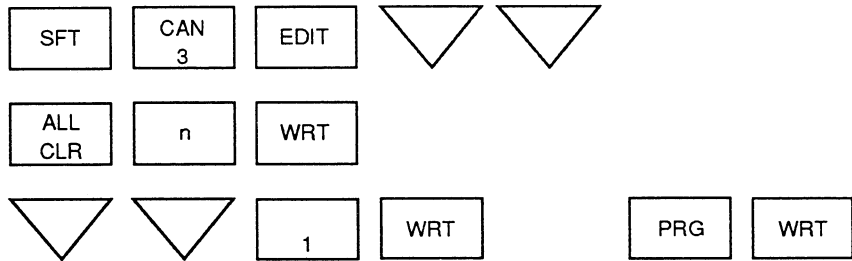 SFT CAN EDIT
3
ALL n WRT
CLR
1 WRT PRG WRT